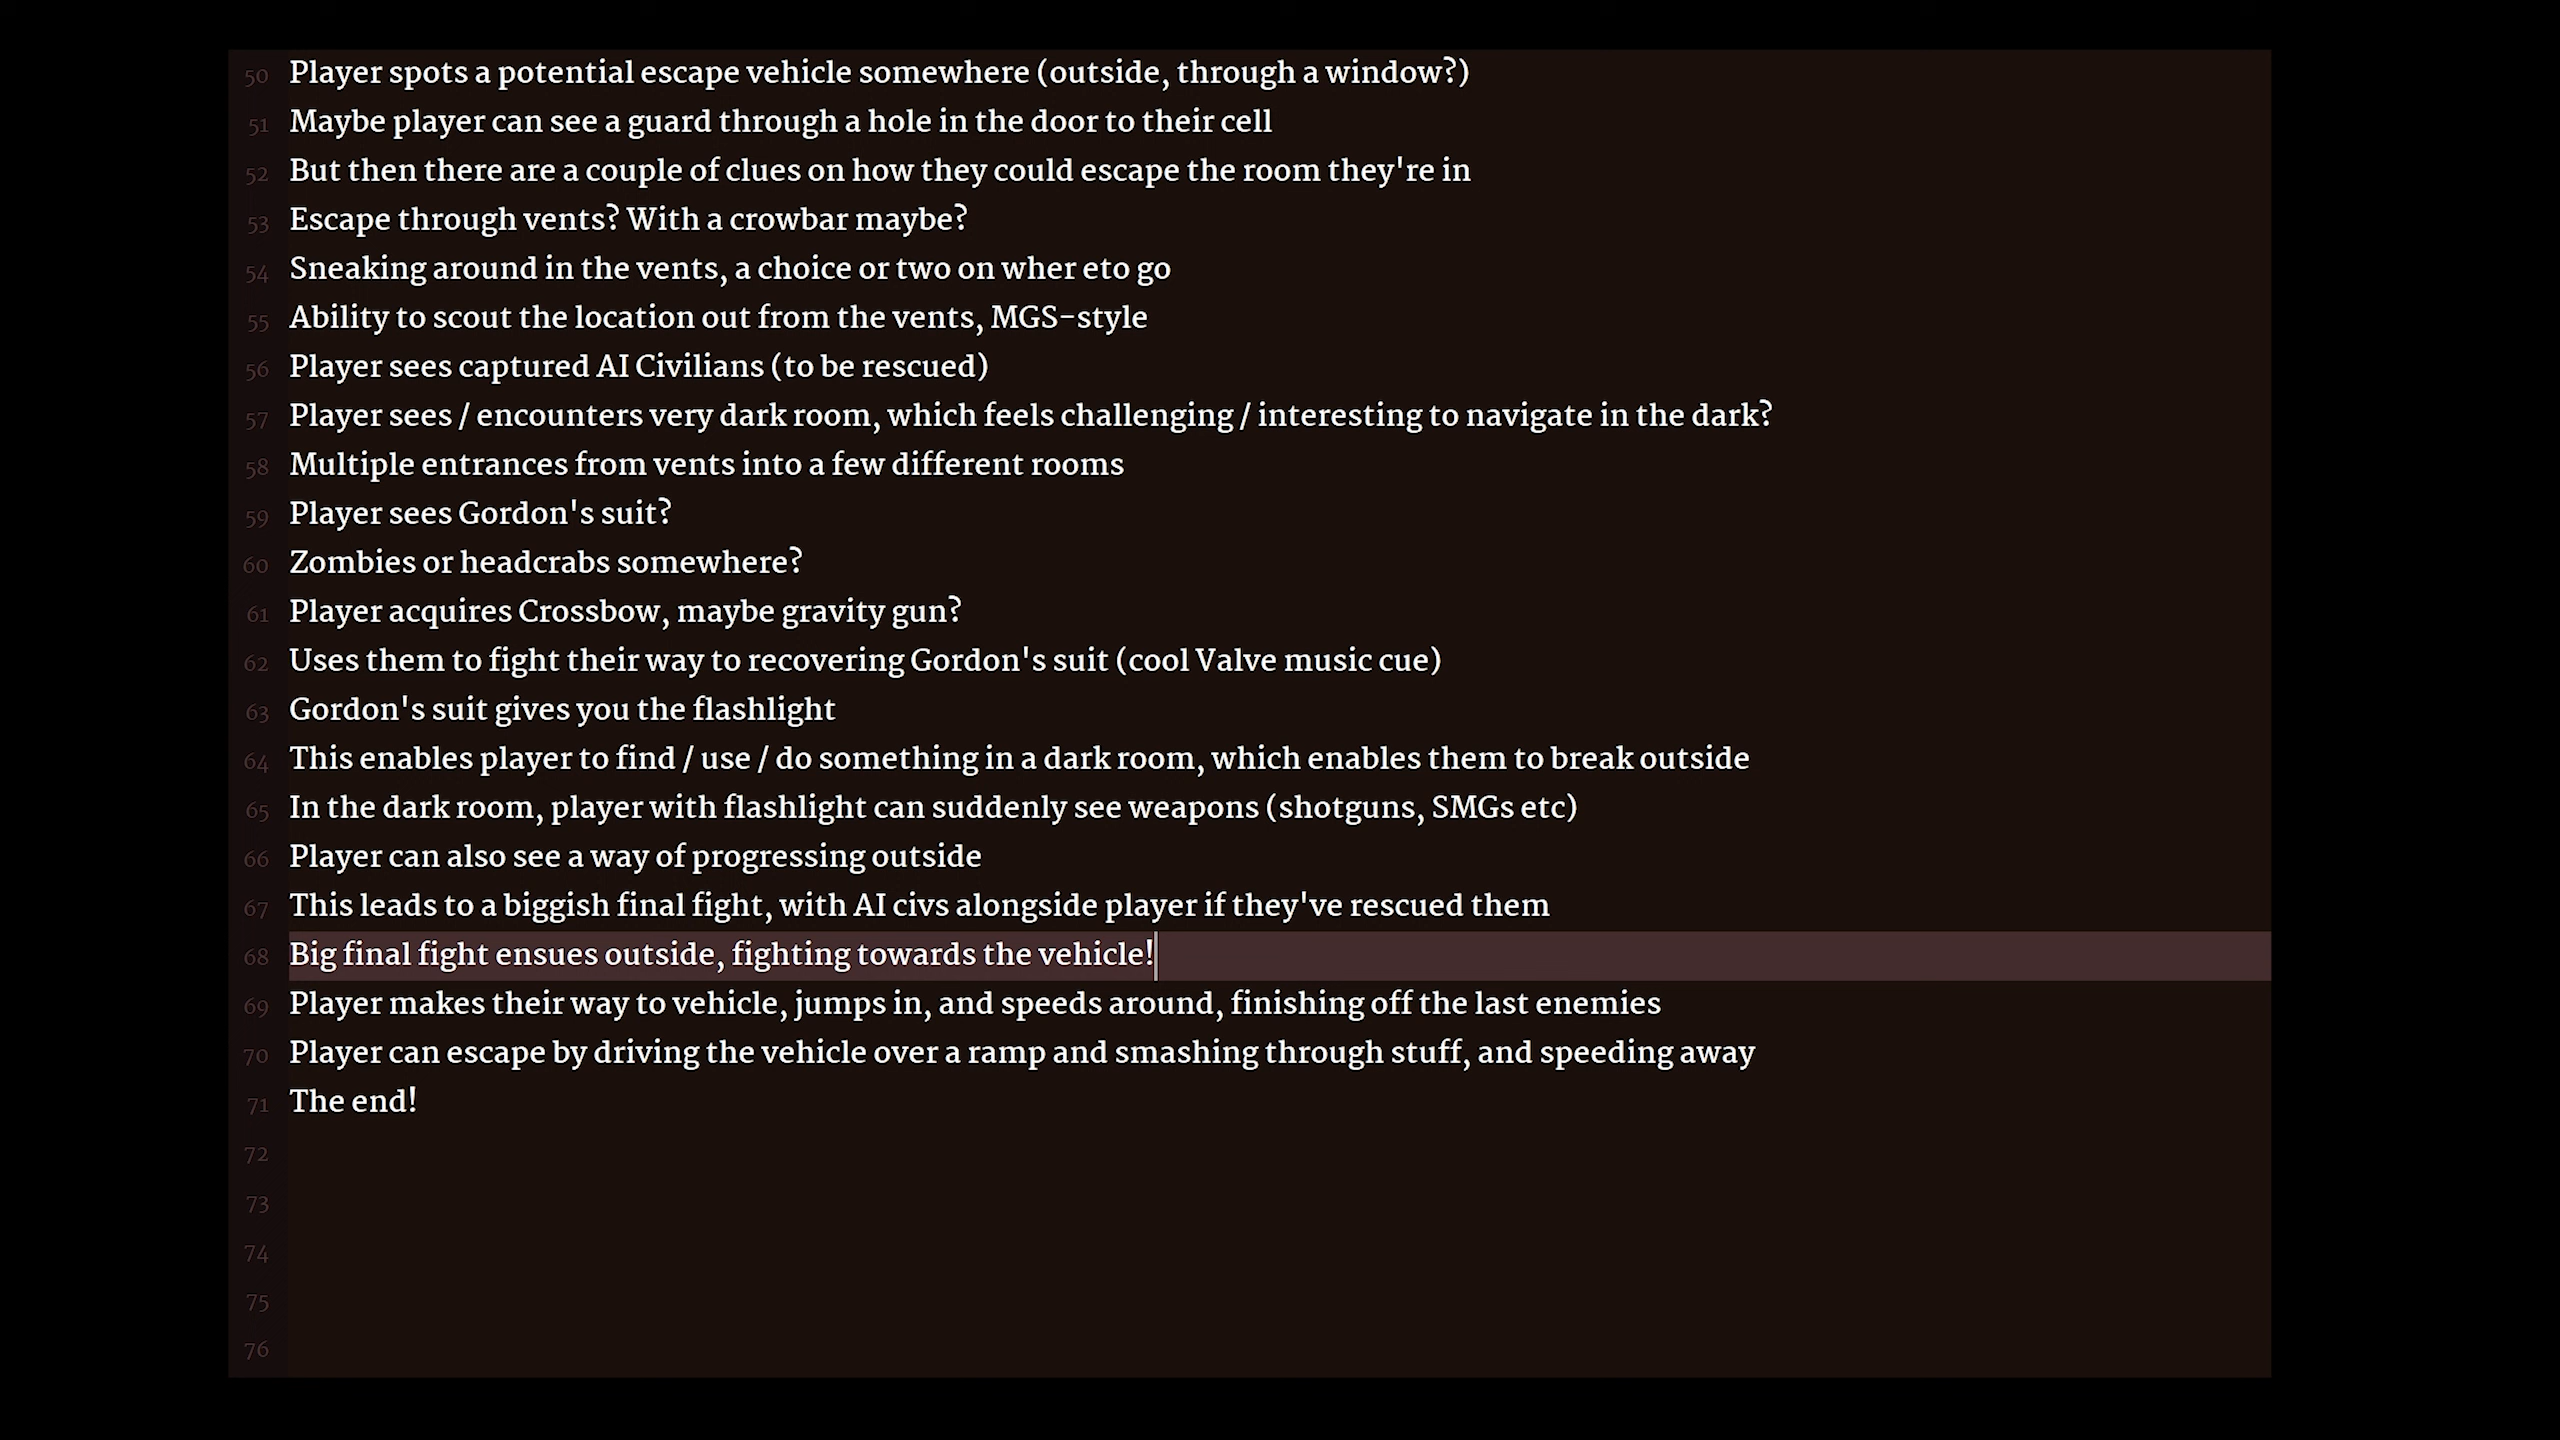 50 Player spots a potential escape vehicle somewhere (outside, through a window?)
51 Maybe player can see a guard through a hole in the door to their cell
52 But then there are a couple of clues on how they could escape the room they're in
53 Escape through vents? With a crowbar maybe?
54 Sneaking around in the vents, a choice or two on wher eto go
55 Ability to scout the location out from the vents, MGS-style
56 Player sees captured AI Civilians (to be rescued)
57 Player sees / encounters very dark room, which feels challenging / interesting to navigate in the dark?
58 Multiple entrances from vents into a few different rooms
59 Player sees Gordon's suit?
60 Zombies or headcrabs somewhere?
61 Player acquires Crossbow, maybe gravity gun?
62 Uses them to fight their way to recovering Gordon's suit (cool Valve music cue)
63 Gordon's suit gives you the flashlight
64 This enables player to find / use / do something in a dark room, which enables them to break outside
65 In the dark room, player with flashlight can suddenly see weapons (shotguns, SMGs etc)
66 Player can also see a way of progressing outside
67 This leads to a biggish final fight, with AI civs alongside player if they've rescued them
68 Big final fight ensues outside, fighting towards the vehicle!
69 Player makes their way to vehicle, jumps in, and speeds around, finishing off the last enemies
70 Player can escape by driving the vehicle over a ramp and smashing through stuff, and speeding away
71 The end!
72
73
74
75
76